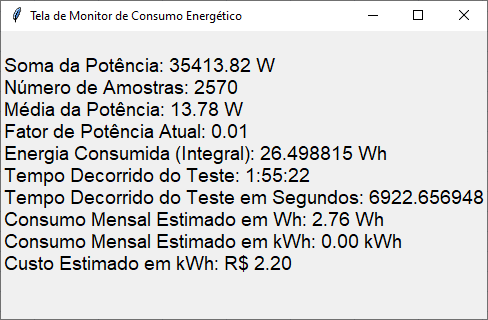 Tela de Monitor de Consumo Energético
Soma da Potência: 35413.82 W
Número de Amostras: 2570
Média da Potência: 13.78 W
Fator de Potência Atual: 0.01
Energia Consumida (Integral): 26.498815 Wh
Tempo Decorrido do Teste: 1:55:22
Tempo Decorrido do Teste em Segundos: 6922.656948
Consumo Mensal Estimado em Wh: 2.76 Wh
Consumo Mensal Estimado em kWh: 0.00 kWh
Custo Estimado em kWh: R$ 2.20